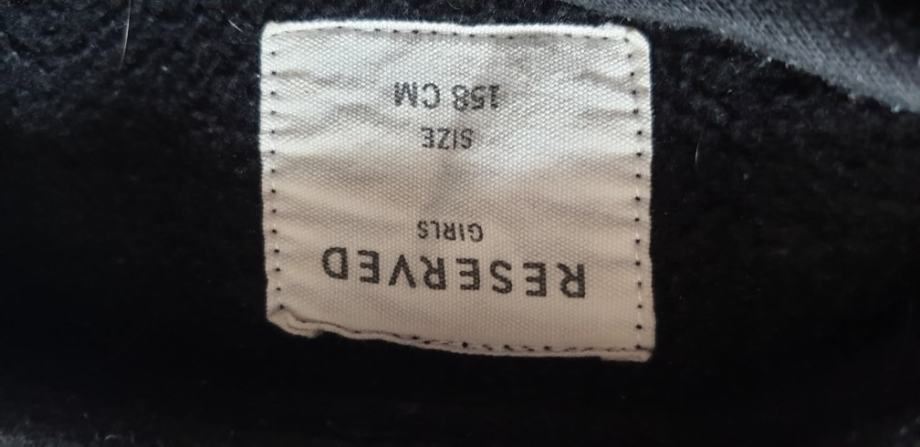 RESERVED
GIRLS
SIZE
158 CM